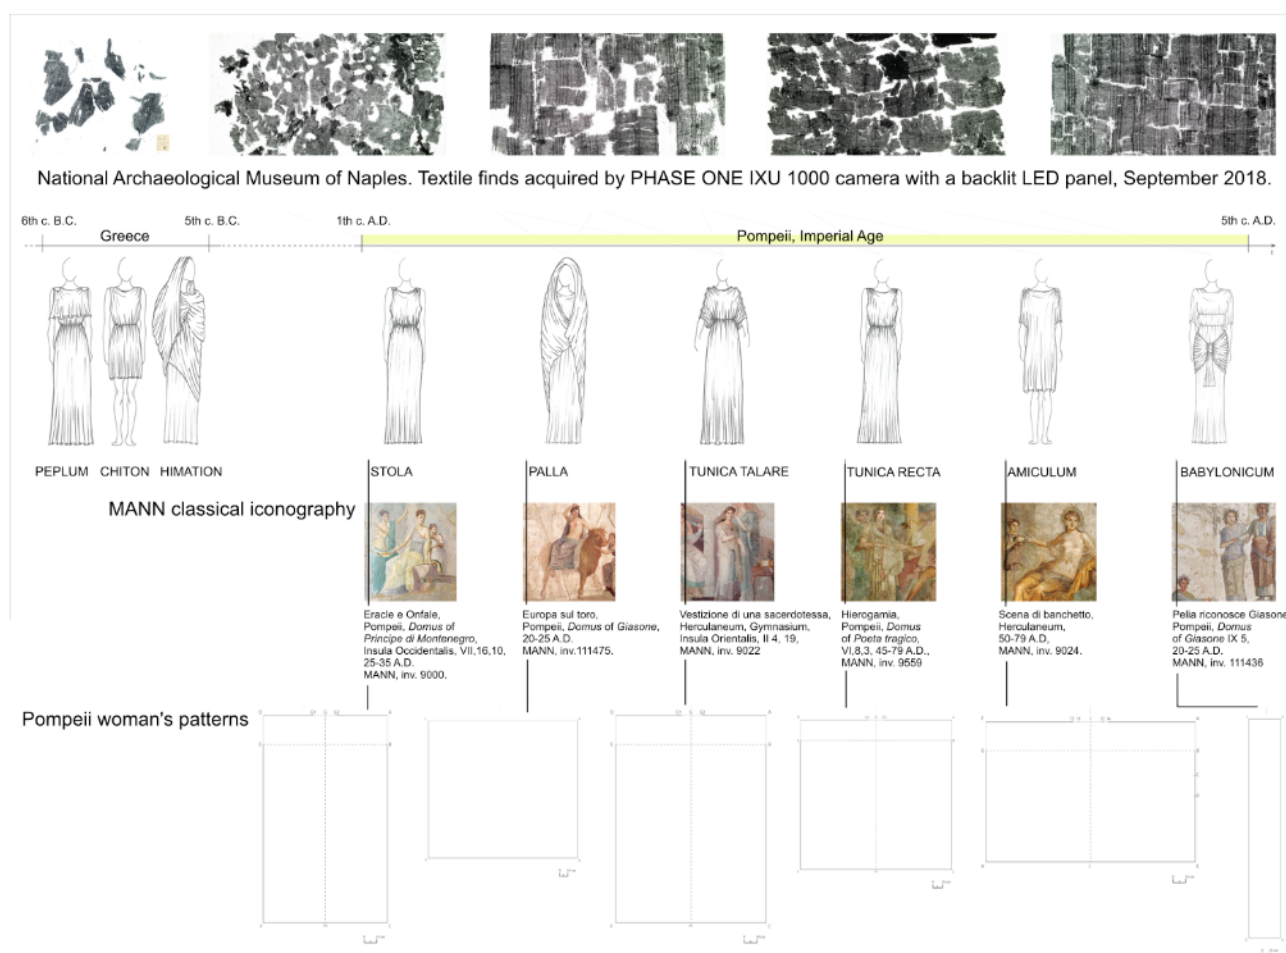 National Archaeological Museum of Naples. Textile finds acquired by PHASE ONE IXU 1000 camera with a backlit LED panel, September 2018.
6th c. B.C.
5th c. B.C.
1th c. A.D.
5th c. A.D.
Greece
Pompeii, Imperial Age
t
PEPLUM
CHITON
HIMATION
STOLA
PALLA
TUNICA TALARE
TUNICA RECTA
AMICULUM
BABYLONICUM
MANN classical iconography
Eracle e Onfale,
Pompeii, Domus of
Principe di Montenegro,
Insula Occidentalis, VII,16,10,
25-35 A.D.
MANN, inv. 9000.
Europa sul toro,
Pompeii, Domus of Giasone,
20-25 A.D.
MANN, inv.111475.
Vestizione di una sacerdotessa,
Herculaneum, Gymnasium,
Insula Orientalis, II 4, 19,
MANN, inv. 9022
Hierogamia,
Pompeii, Domus
of Poeta tragico,
VI,8,3, 45-79 A.D.,
MANN, inv. 9559
Scena di banchetto,
Herculaneum,
50-79 A.D,
MANN, inv. 9024.
Pelia riconosce Giasone
Pompeii, Domus
of Giasone IX 5,
20-25 A.D.
MANN, inv. 111436
Pompeii woman's patterns